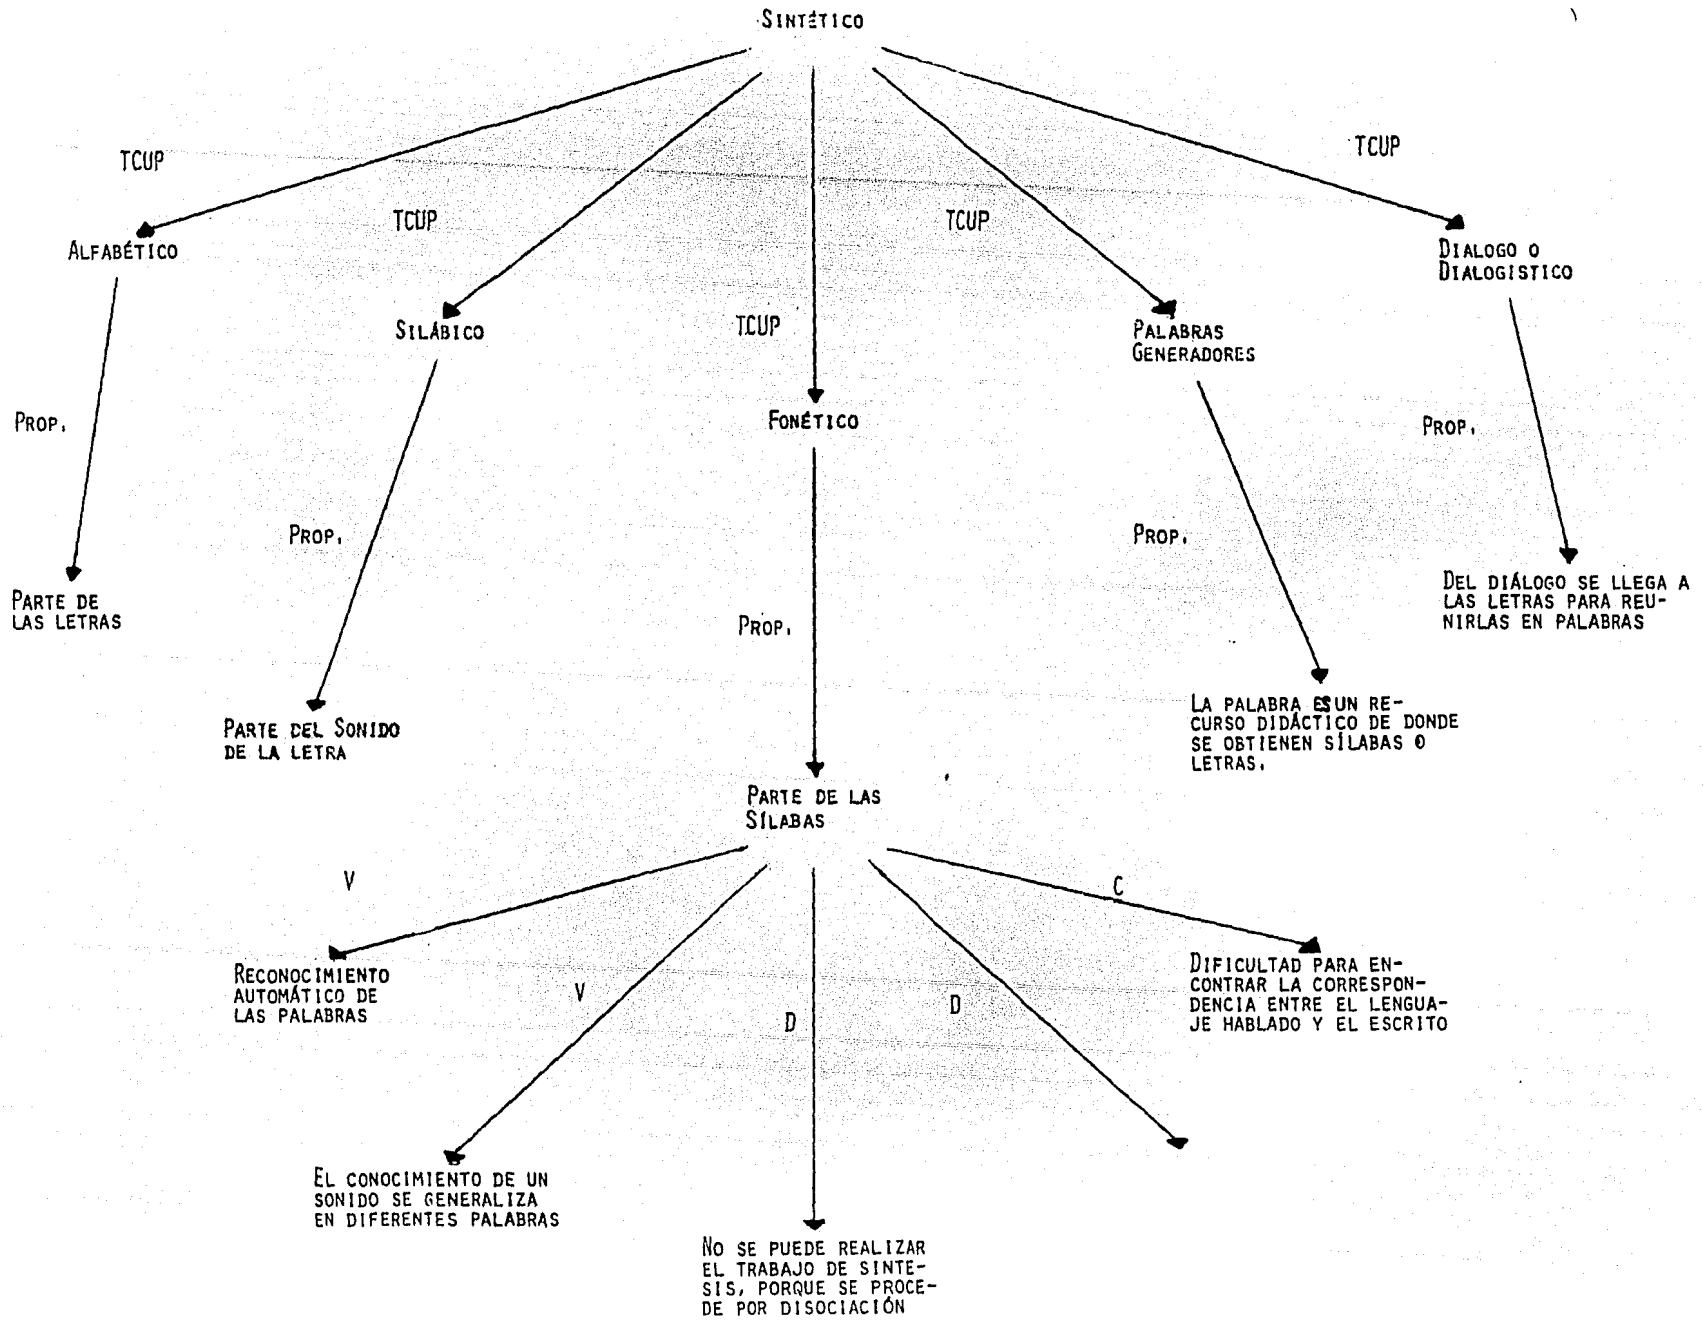 SINTÉTICO
TCUP
TCUP
TCUP
TCUP
TCUP
ALFABÉTICO
SILÁBICO
FONÉTICO
PALABRAS
GENERADORES
DIALOGO O
DIALOGISTICO
PROP.
PROP.
PROP.
PROP.
PROP.
PARTE DE
LAS LETRAS
PARTE DEL SONIDO
DE LA LETRA
PARTE DE LAS
SÍLABAS
LA PALABRA ES UN RE-
CURSO DIDÁCTICO DE DONDE
SE OBTIENEN SÍLABAS O
LETRAS.
DEL DIÁLOGO SE LLEGA A
LAS LETRAS PARA REU-
NIRLAS EN PALABRAS
V
V
D
D
C
RECONOCIMIENTO
AUTOMÁTICO DE
LAS PALABRAS
EL CONOCIMIENTO DE UN
SONIDO SE GENERALIZA
EN DIFERENTES PALABRAS
NO SE PUEDE REALIZAR
EL TRABAJO DE SINTE-
SIS, PORQUE SE PROCE-
DE POR DISOCIACIÓN
DIFICULTAD PARA EN-
CONTRAR LA CORRESPON-
DENCIA ENTRE EL LENGUA-
JE HABLADO Y EL ESCRITO